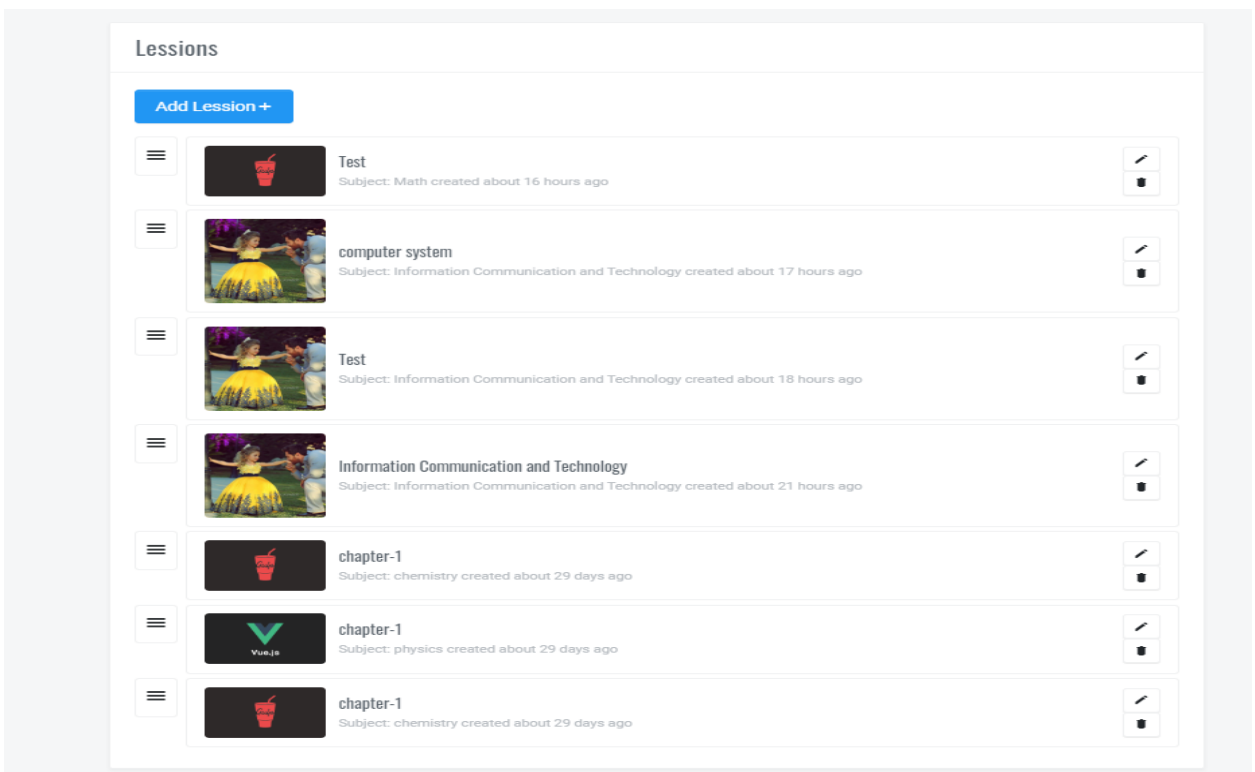 Lessions
Add Lession+
Test
Subject: Math created about 16 hours ago
computer system
Subject: Information Communication and Technology created about 17 hours ago
Test
Subject: Information Communication and Technology created about 18 hours ago
Information Communication and Technology
Subject: Information Communication and Technology created about 21 hours ago
chapter-1
Subject: chemistry created about 29 days ago
Vue.js
chapter-1
Subject: physics created about 29 days ago
chapter-1
Subject: chemistry created about 29 days ago